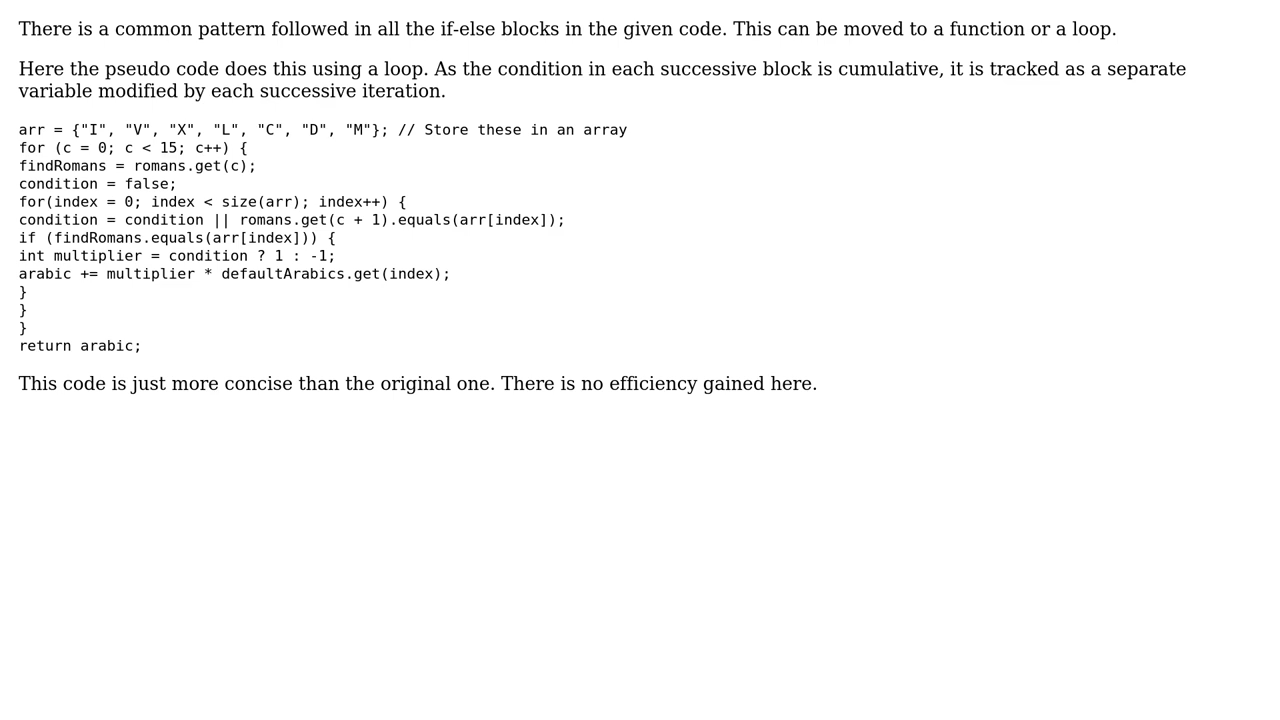 There is a common pattern followed in all the if-else blocks in the given code. This can be moved to a function or a loop.
Here the pseudo code does this using a loop. As the condition in each successive block is cumulative, it is tracked as a separate
variable modified by each successive iteration.
arr = {"I", "V", "X", "L", "C", "D", "M"}; // Store these in an array
for (c = 0; c < 15; c++) {
findRomans = romans.get(c);
condition = false;
for(index = 0; index < size(arr); index++) {
condition = condition || romans.get(c + 1).equals(arr[index]);
if (findRomans.equals(arr[index])) {
int multiplier = condition ? 1 : -1;
arabic += multiplier * defaultArabics.get(index);
}
}
}
return arabic;
This code is just more concise than the original one. There is no efficiency gained here.